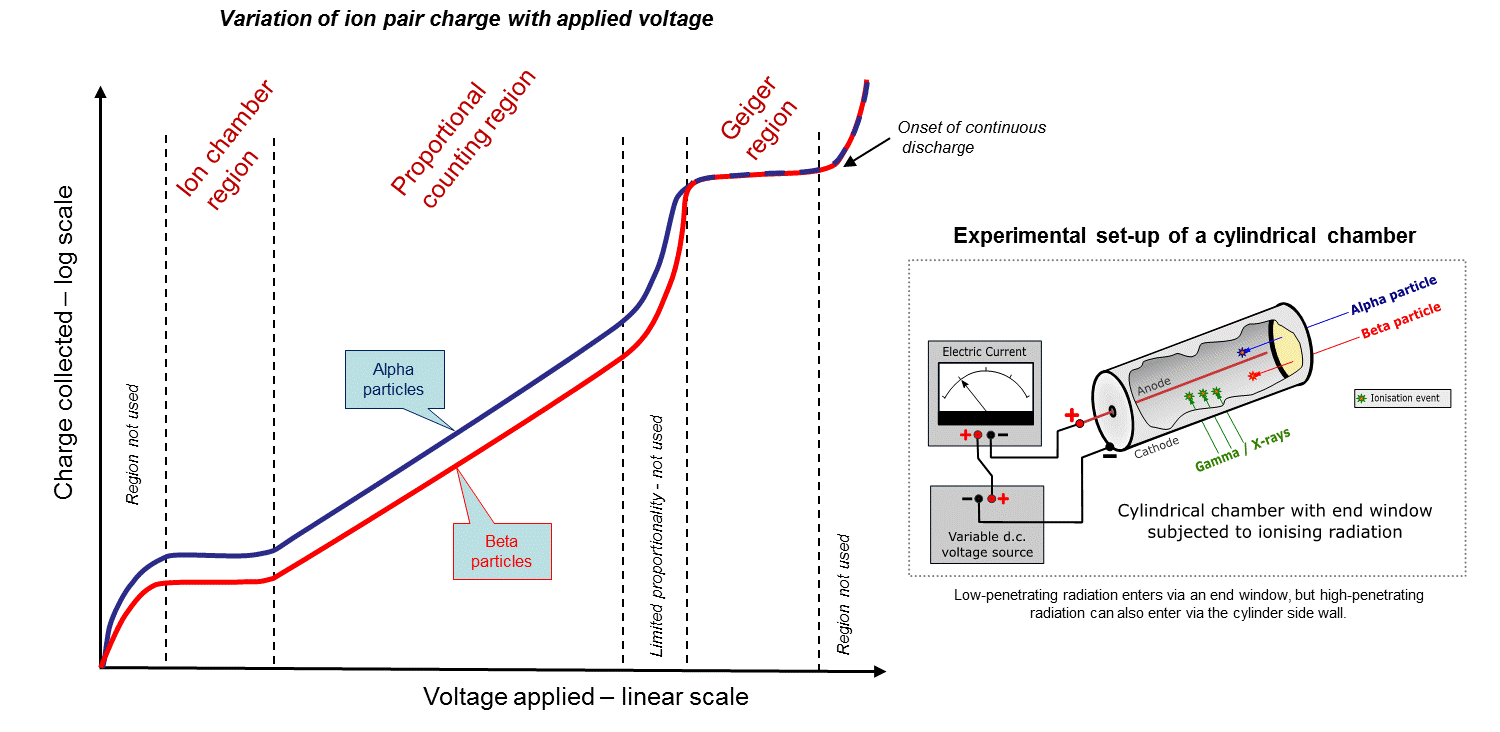 Variation of ion pair charge with applied voltage
Charge collected – log scale
Region not used
Ion chamber
region
Proportional
counting region
Limited proportionality - not used
Geiger
region
Region not used
Onset of continuous
discharge
Alpha
particles
Beta
particles
Voltage applied – linear scale
Experimental set-up of a cylindrical chamber
Electric Current
+ −
Variable d.c.
voltage source
− +
+
−
Anode
Cathode
Alpha particle
Beta particle
Gamma / X-rays
Ionisation event
Cylindrical chamber with end window
subjected to ionising radiation
Low-penetrating radiation enters via an end window, but high-penetrating
radiation can also enter via the cylinder side wall.